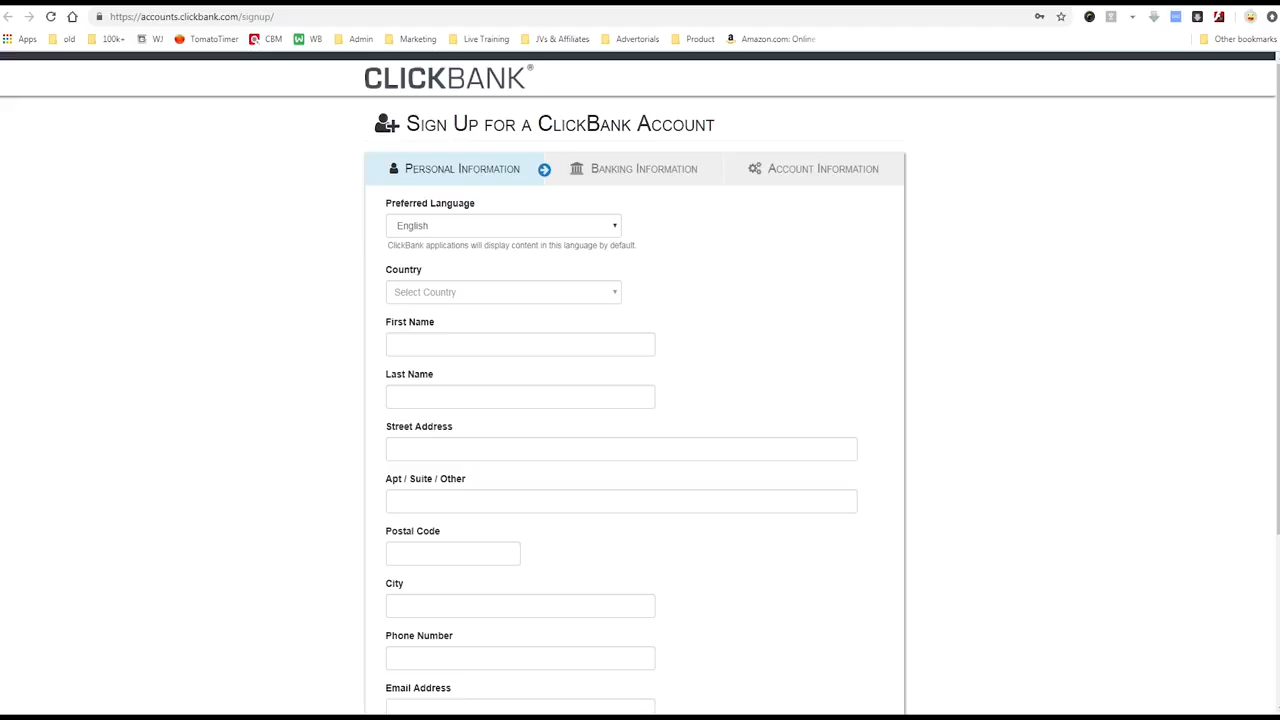 https://accounts.clickbank.com/signup/
Apps old 100k+ WJ TomatoTimer CBM WB Admin Marketing Live Training JVs & Affiliates Advertorials Product Amazon.com: Online Other bookmarks
CLICKBANK®
Sign Up for a ClickBank Account
Personal Information Banking Information Account Information
Preferred Language
English
ClickBank applications will display content in this language by default.
Country
Select Country
First Name
Last Name
Street Address
Apt / Suite / Other
Postal Code
City
Phone Number
Email Address